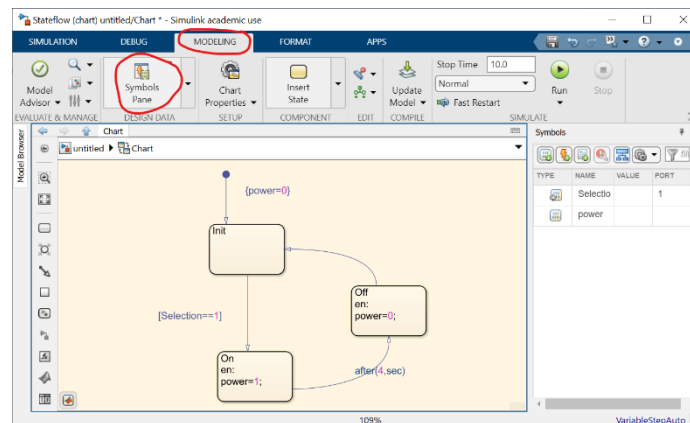 Stateflow (chart) untitled/Chart * - Simulink academic use
SIMULATION DEBUG MODELING FORMAT APPS
Model Advisor
Symbols Pane
Chart Properties
Insert State
Update Model
Stop Time 10.0
Normal
Fast Restart
Run
Stop
EVALUATE & MANAGE DESIGN DATA SETUP COMPONENT EDIT COMPILE SIMULATE
Model Browser
Chart
untitled Chart
{power=0}
Init
[Selection==1]
Off
en:
power=0;
On
en:
power=1;
after(4,sec)
Symbols
TYPE NAME VALUE PORT
Selectio 1
power
109% VariableStepAuto